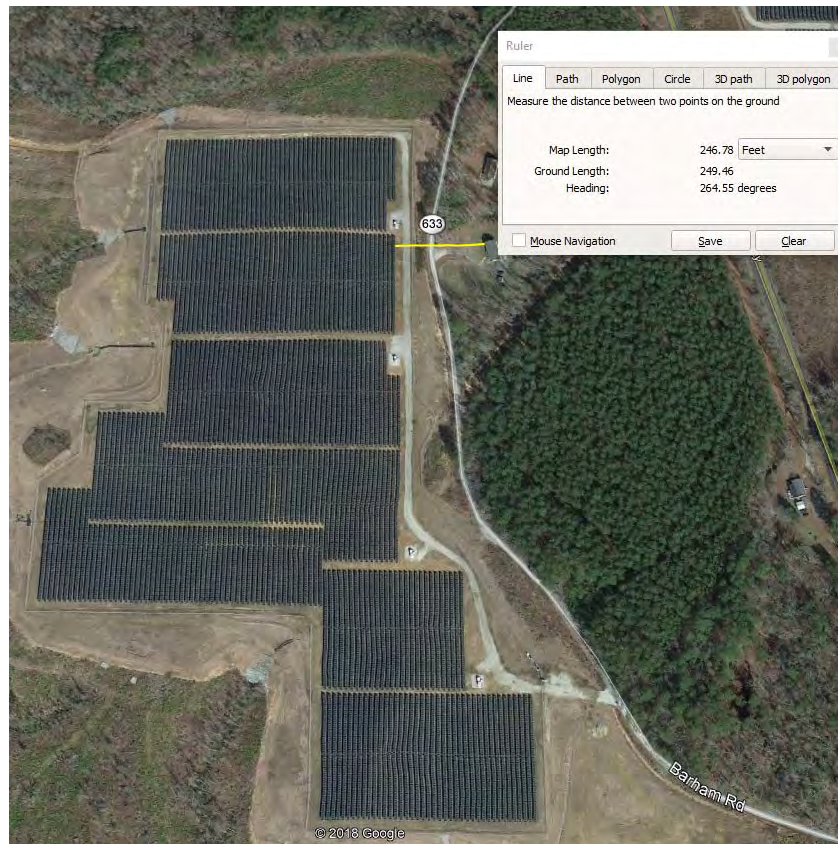 Ruler
Line Path Polygon Circle 3D path 3D polygon
Measure the distance between two points on the ground
Map Length: 246.78 Feet
Ground Length: 249.46
Heading: 264.55 degrees
Mouse Navigation Save Clear
633
Barham Rd
© 2018 Google